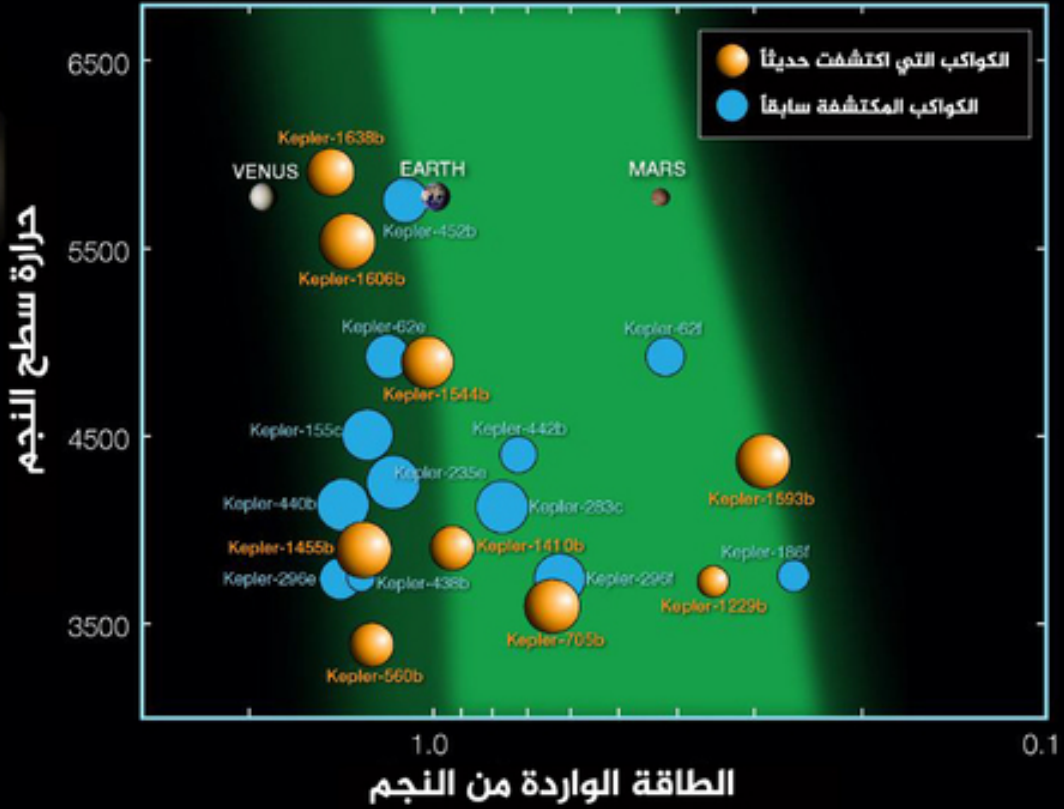 6500
الكواكب التي اكتشفت حديثاً
الكواكب المكتشفة سابقاً
Kepler-1638b
VENUS
EARTH
MARS
Kepler-452b
5500
Kepler-1606b
Kepler-62e
Kepler-62f
Kepler-1544b
Kepler-155c
Kepler-442b
4500
Kepler-235e
Kepler-1593b
Kepler-440b
Kepler-283c
Kepler-1455b
Kepler-1410b
Kepler-186f
Kepler-296e
Kepler-438b
Kepler-296f
Kepler-1229b
3500
Kepler-705b
Kepler-560b
حرارة سطح النجم
1.0
0.1
الطاقة الواردة من النجم